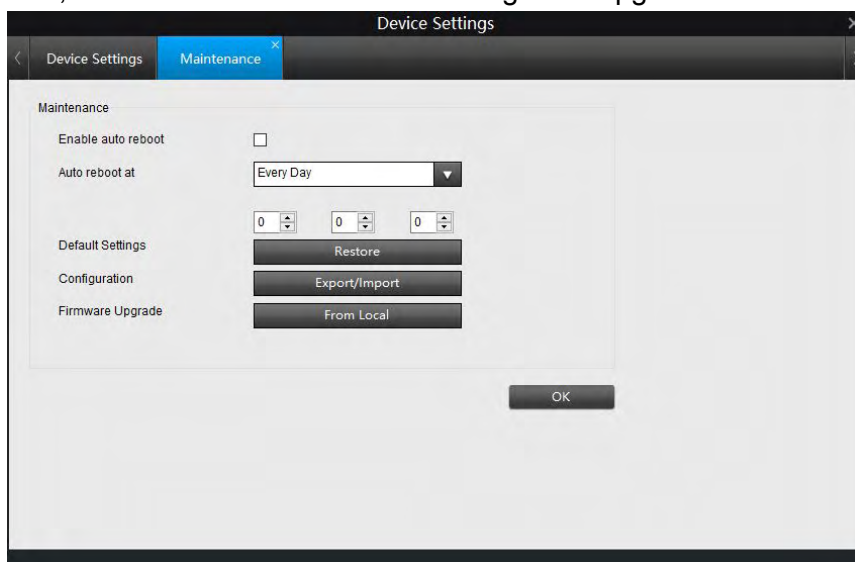 Device Settings
Device Settings Maintenance
Maintenance
Enable auto reboot
Auto reboot at Every Day
0 0 0
Default Settings Restore
Configuration Export/Import
Firmware Upgrade From Local
OK